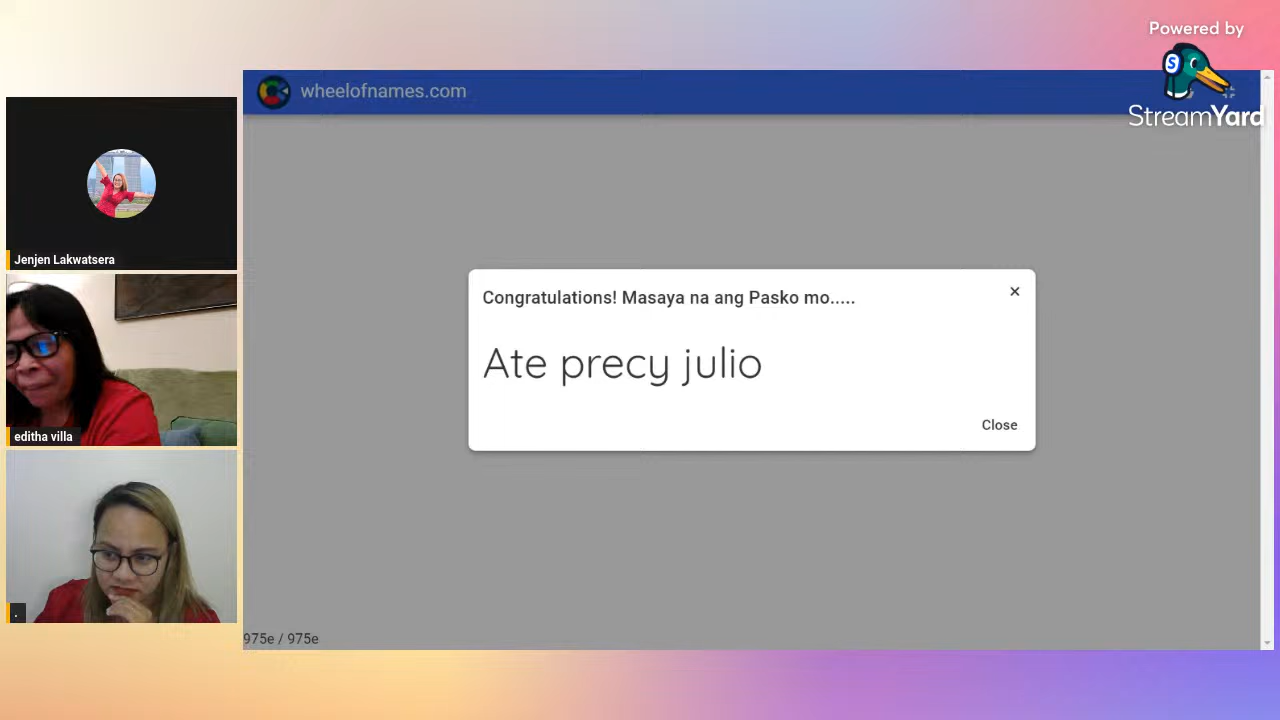 Powered by
StreamYard
wheelofnames.com
Jenjen Lakwatsera
editha villa
.
Congratulations! Masaya na ang Pasko mo.....
Ate precy julio
Close
975e / 975e